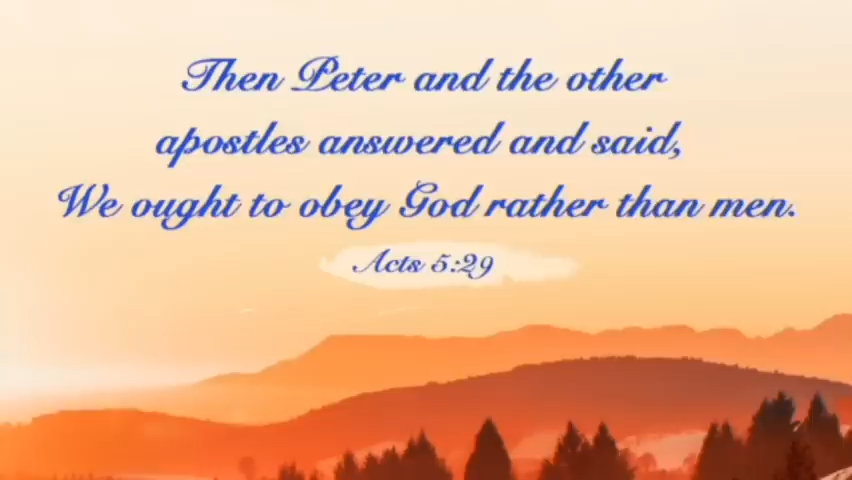 Then Peter and the other
apostles answered and said,
We ought to obey God rather than men.
Acts 5:29